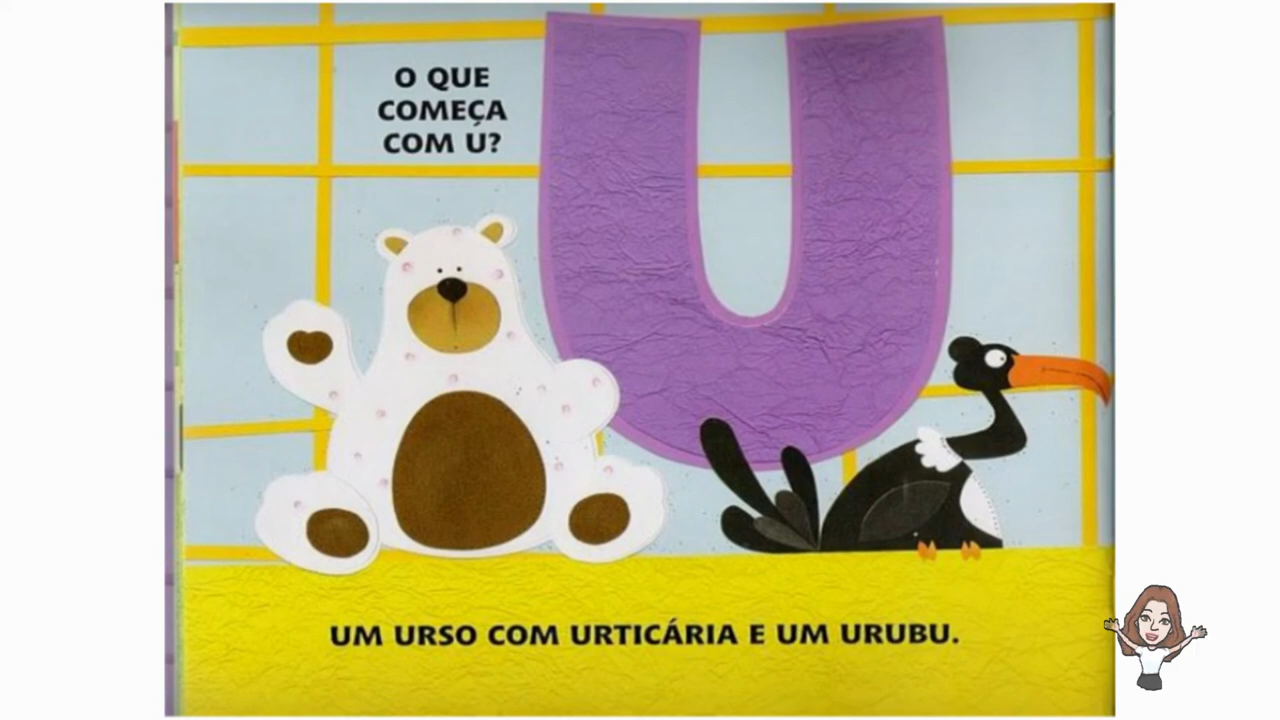 O QUE
COMEÇA
COM U?
U
UM URSO COM URTICÁRIA E UM URUBU.